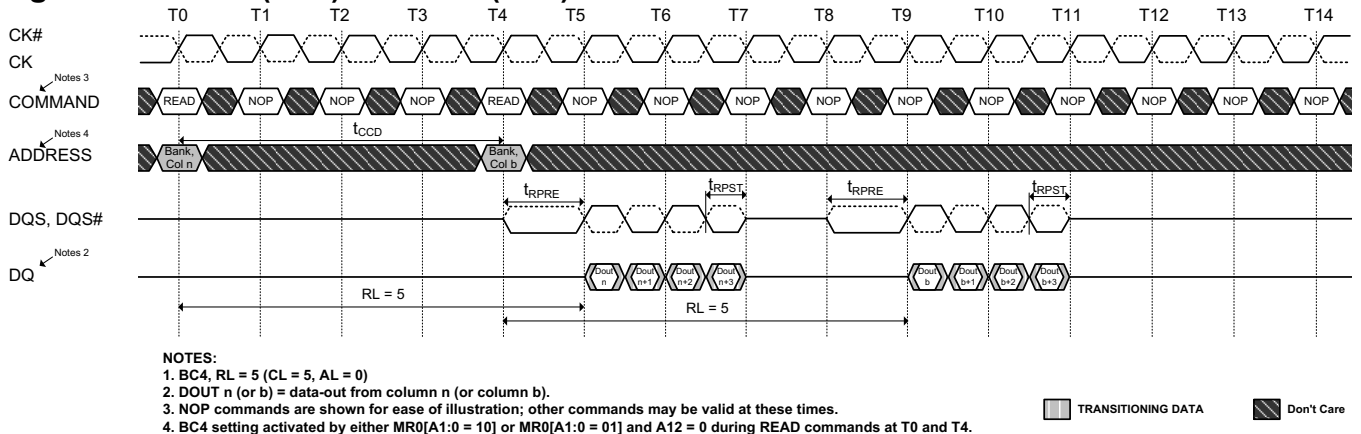 T0 T1 T2 T3 T4 T5 T6 T7 T8 T9 T10 T11 T12 T13 T14
CK#
CK
Notes 3
COMMAND READ NOP NOP NOP READ NOP NOP NOP NOP NOP NOP NOP NOP NOP NOP
tCCD
Notes 4
ADDRESS Bank, Col n Bank, Col b
tRPRE tRPST tRPRE tRPST
DQS, DQS#
Notes 2
DQ Dout n Dout n+1 Dout n+2 Dout n+3 Dout b Dout b+1 Dout b+2 Dout b+3
RL = 5
RL = 5
NOTES:
1. BC4, RL = 5 (CL = 5, AL = 0)
2. DOUT n (or b) = data-out from column n (or column b).
3. NOP commands are shown for ease of illustration; other commands may be valid at these times.
4. BC4 setting activated by either MR0[A1:0 = 10] or MR0[A1:0 = 01] and A12 = 0 during READ commands at T0 and T4.
TRANSITIONING DATA Don't Care